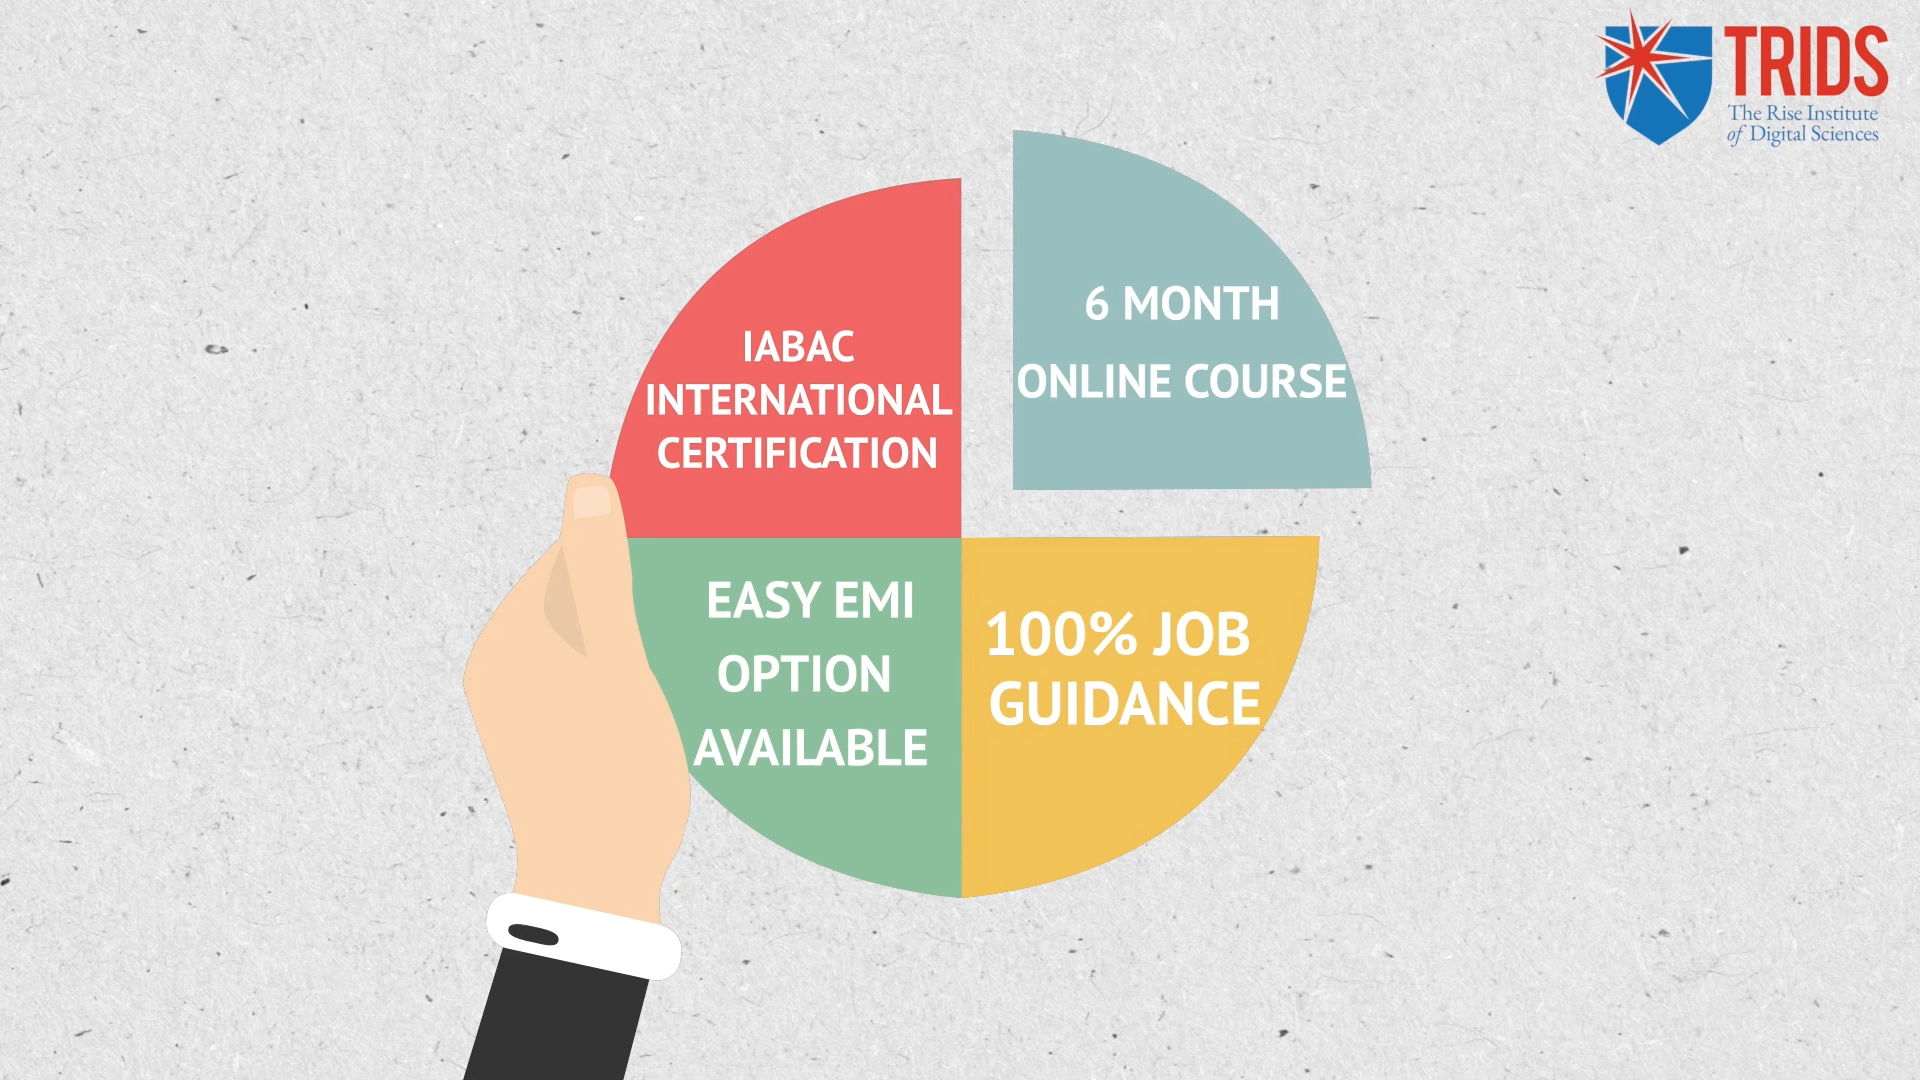 TRIDS
The Rise Institute
of Digital Sciences
IABAC
INTERNATIONAL
CERTIFICATION
6 MONTH
ONLINE COURSE
EASY EMI
OPTION
AVAILABLE
100% JOB
GUIDANCE